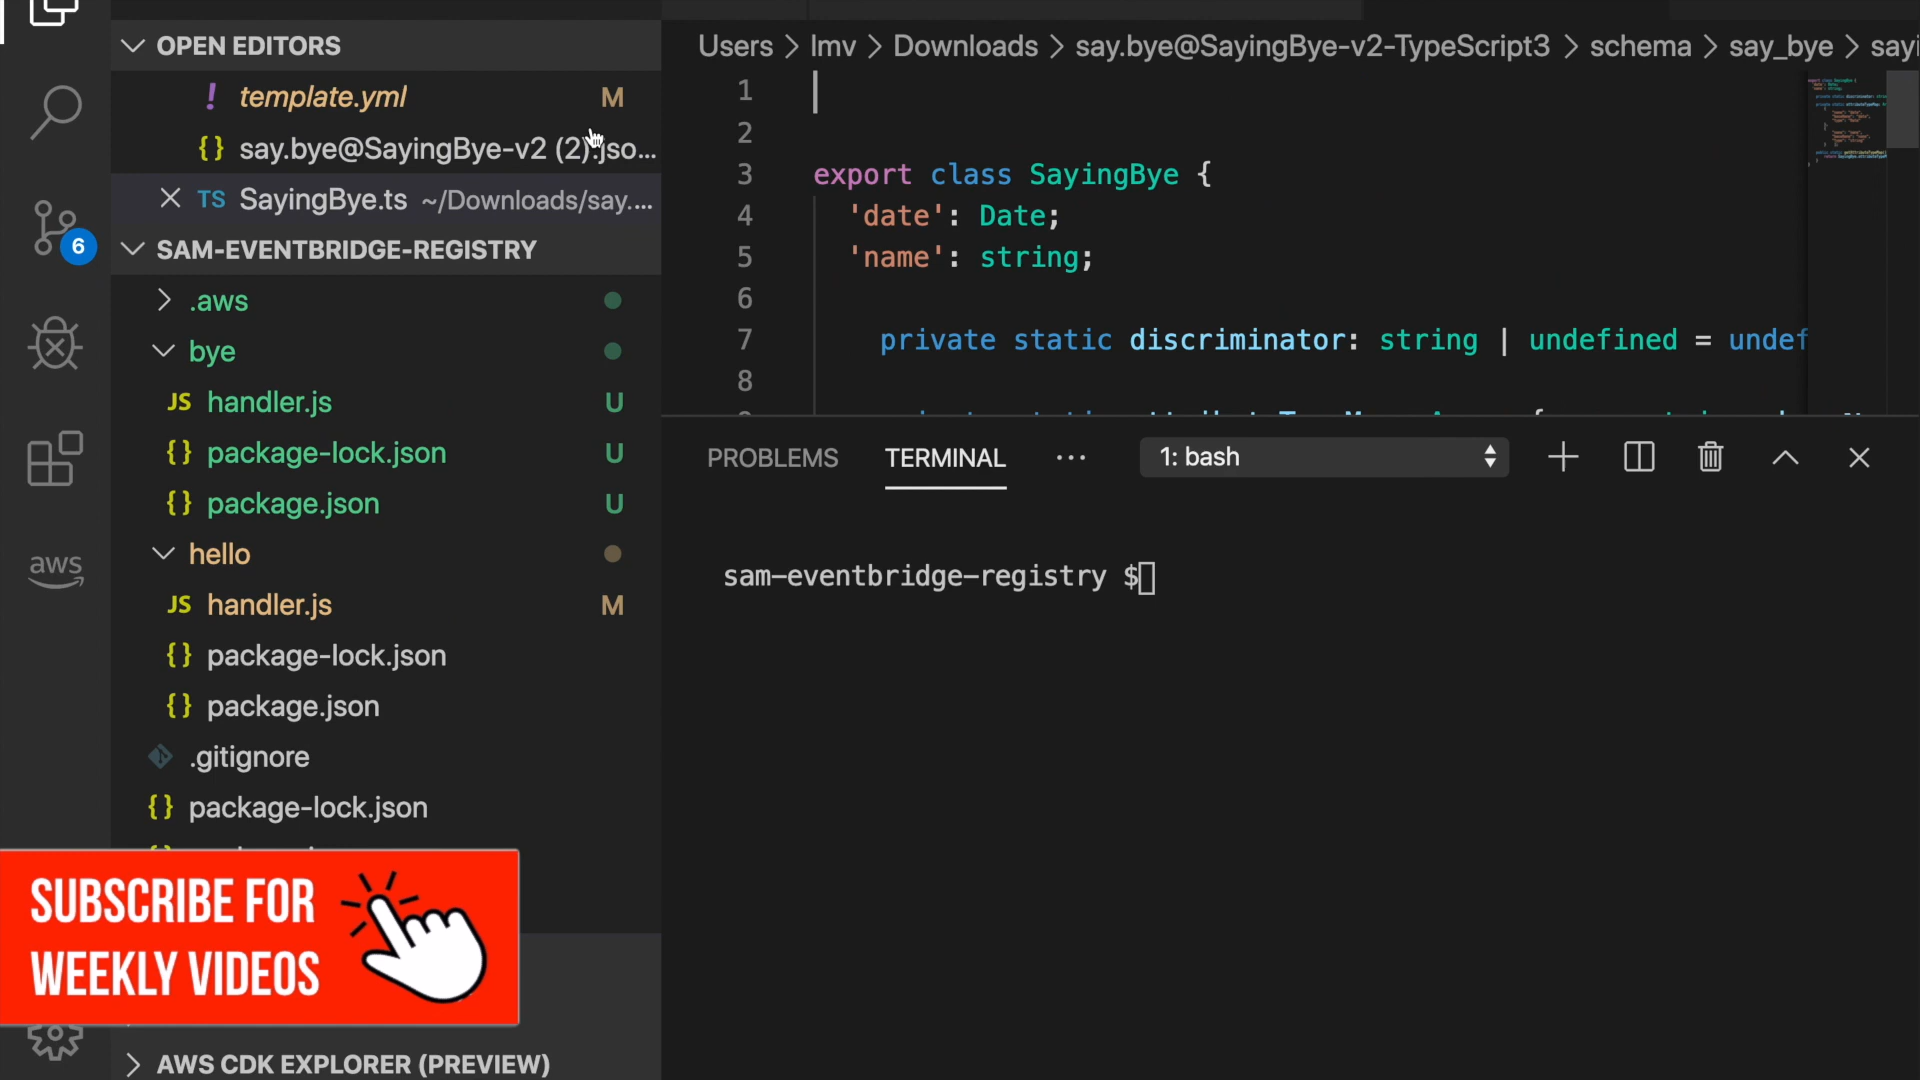 OPEN EDITORS
! template.yml M
{} say.bye@SayingBye-v2 (2).jso...
TS SayingBye.ts ~/Downloads/say....
SAM-EVENTBRIDGE-REGISTRY
.aws
bye
JS handler.js U
{} package-lock.json U
{} package.json U
hello
JS handler.js M
{} package-lock.json
{} package.json
.gitignore
{} package-lock.json
6
aws
SUBSCRIBE FOR
WEEKLY VIDEOS
AWS CDK EXPLORER (PREVIEW)
Users > lmv > Downloads > say.bye@SayingBye-v2-TypeScript3 > schema > say_bye > sayi
1
2
3 export class SayingBye {
4 'date': Date;
5 'name': string;
6
7 private static discriminator: string | undefined = undef
8
PROBLEMS TERMINAL ... 1: bash
sam-eventbridge-registry $